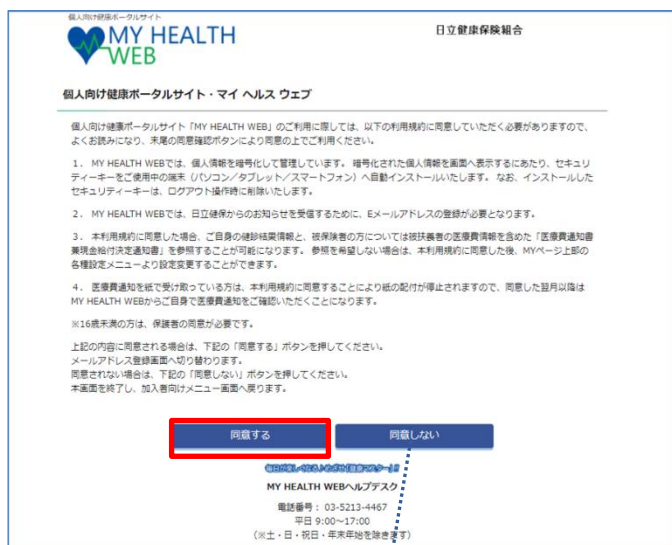 個人向け健康ポータルサイト
MY HEALTH
WEB
日立健康保険組合
個人向け健康ポータルサイト・マイ ヘルス ウェブ
個人向け健康ポータルサイト「MY HEALTH WEB」のご利用に際しては、以下の利用規約に同意していただく必要がありますので、
よくお読みになり、末尾の同意確認ボタンにより同意の上でご利用ください。
1． MY HEALTH WEBでは、個人情報を暗号化して管理しています。 暗号化された個人情報を画面へ表示するにあたり、セキュリ
ティーキーをご使用中の端末（パソコン／タブレット／スマートフォン）へ自動インストールいたします。 なお、インストールした
セキュリティーキーは、ログアウト操作時に削除いたします。
2． MY HEALTH WEBでは、日立健保からのお知らせを受信するために、Eメールアドレスの登録が必要となります。
3． 本利用規約に同意した場合、ご自身の健診結果情報と、被保険者の方については被扶養者の医療費情報を含めた「医療費通知書
兼現金給付決定通知書」を参照することが可能になります。 参照を希望しない場合は、本利用規約に同意した後、MYページ上部の
各種設定メニューより設定変更することができます。
4． 医療費通知を紙で受け取っている方は、本利用規約に同意することにより紙の配付が停止されますので、同意した翌月以降は
MY HEALTH WEBからご自身で医療費通知をご確認いただくことになります。
※16歳未満の方は、保護者の同意が必要です。
上記の内容に同意される場合は、下記の「同意する」ボタンを押してください。
メールアドレス登録画面へ切り替わります。
同意されない場合は、下記の「同意しない」ボタンを押してください。
本画面を終了し、加入者向けメニュー画面へ戻ります。
同意する
同意しない
毎日が楽しくなる♪めざせ!健康マスター!!
MY HEALTH WEBヘルプデスク
電話番号： 03-5213-4467
平日 9:00～17:00
（※土・日・祝日・年末年始を除きます）